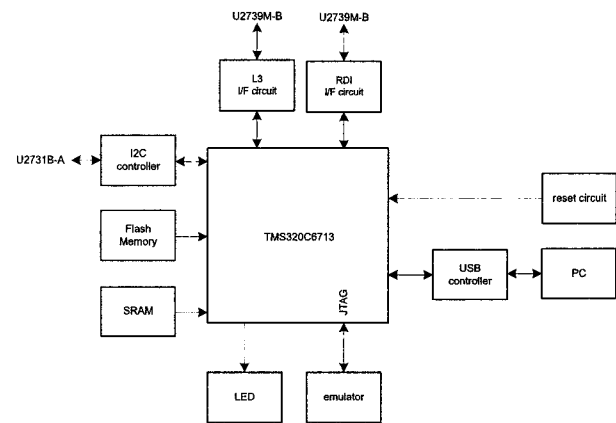 U2739M-B
U2739M-B
L3
I/F circuit
RDI
I/F circuit
U2731B-A
I2C
controller
reset circuit
Flash
Memory
TMS320C6713
USB
controller
PC
SRAM
JTAG
LED
emulator